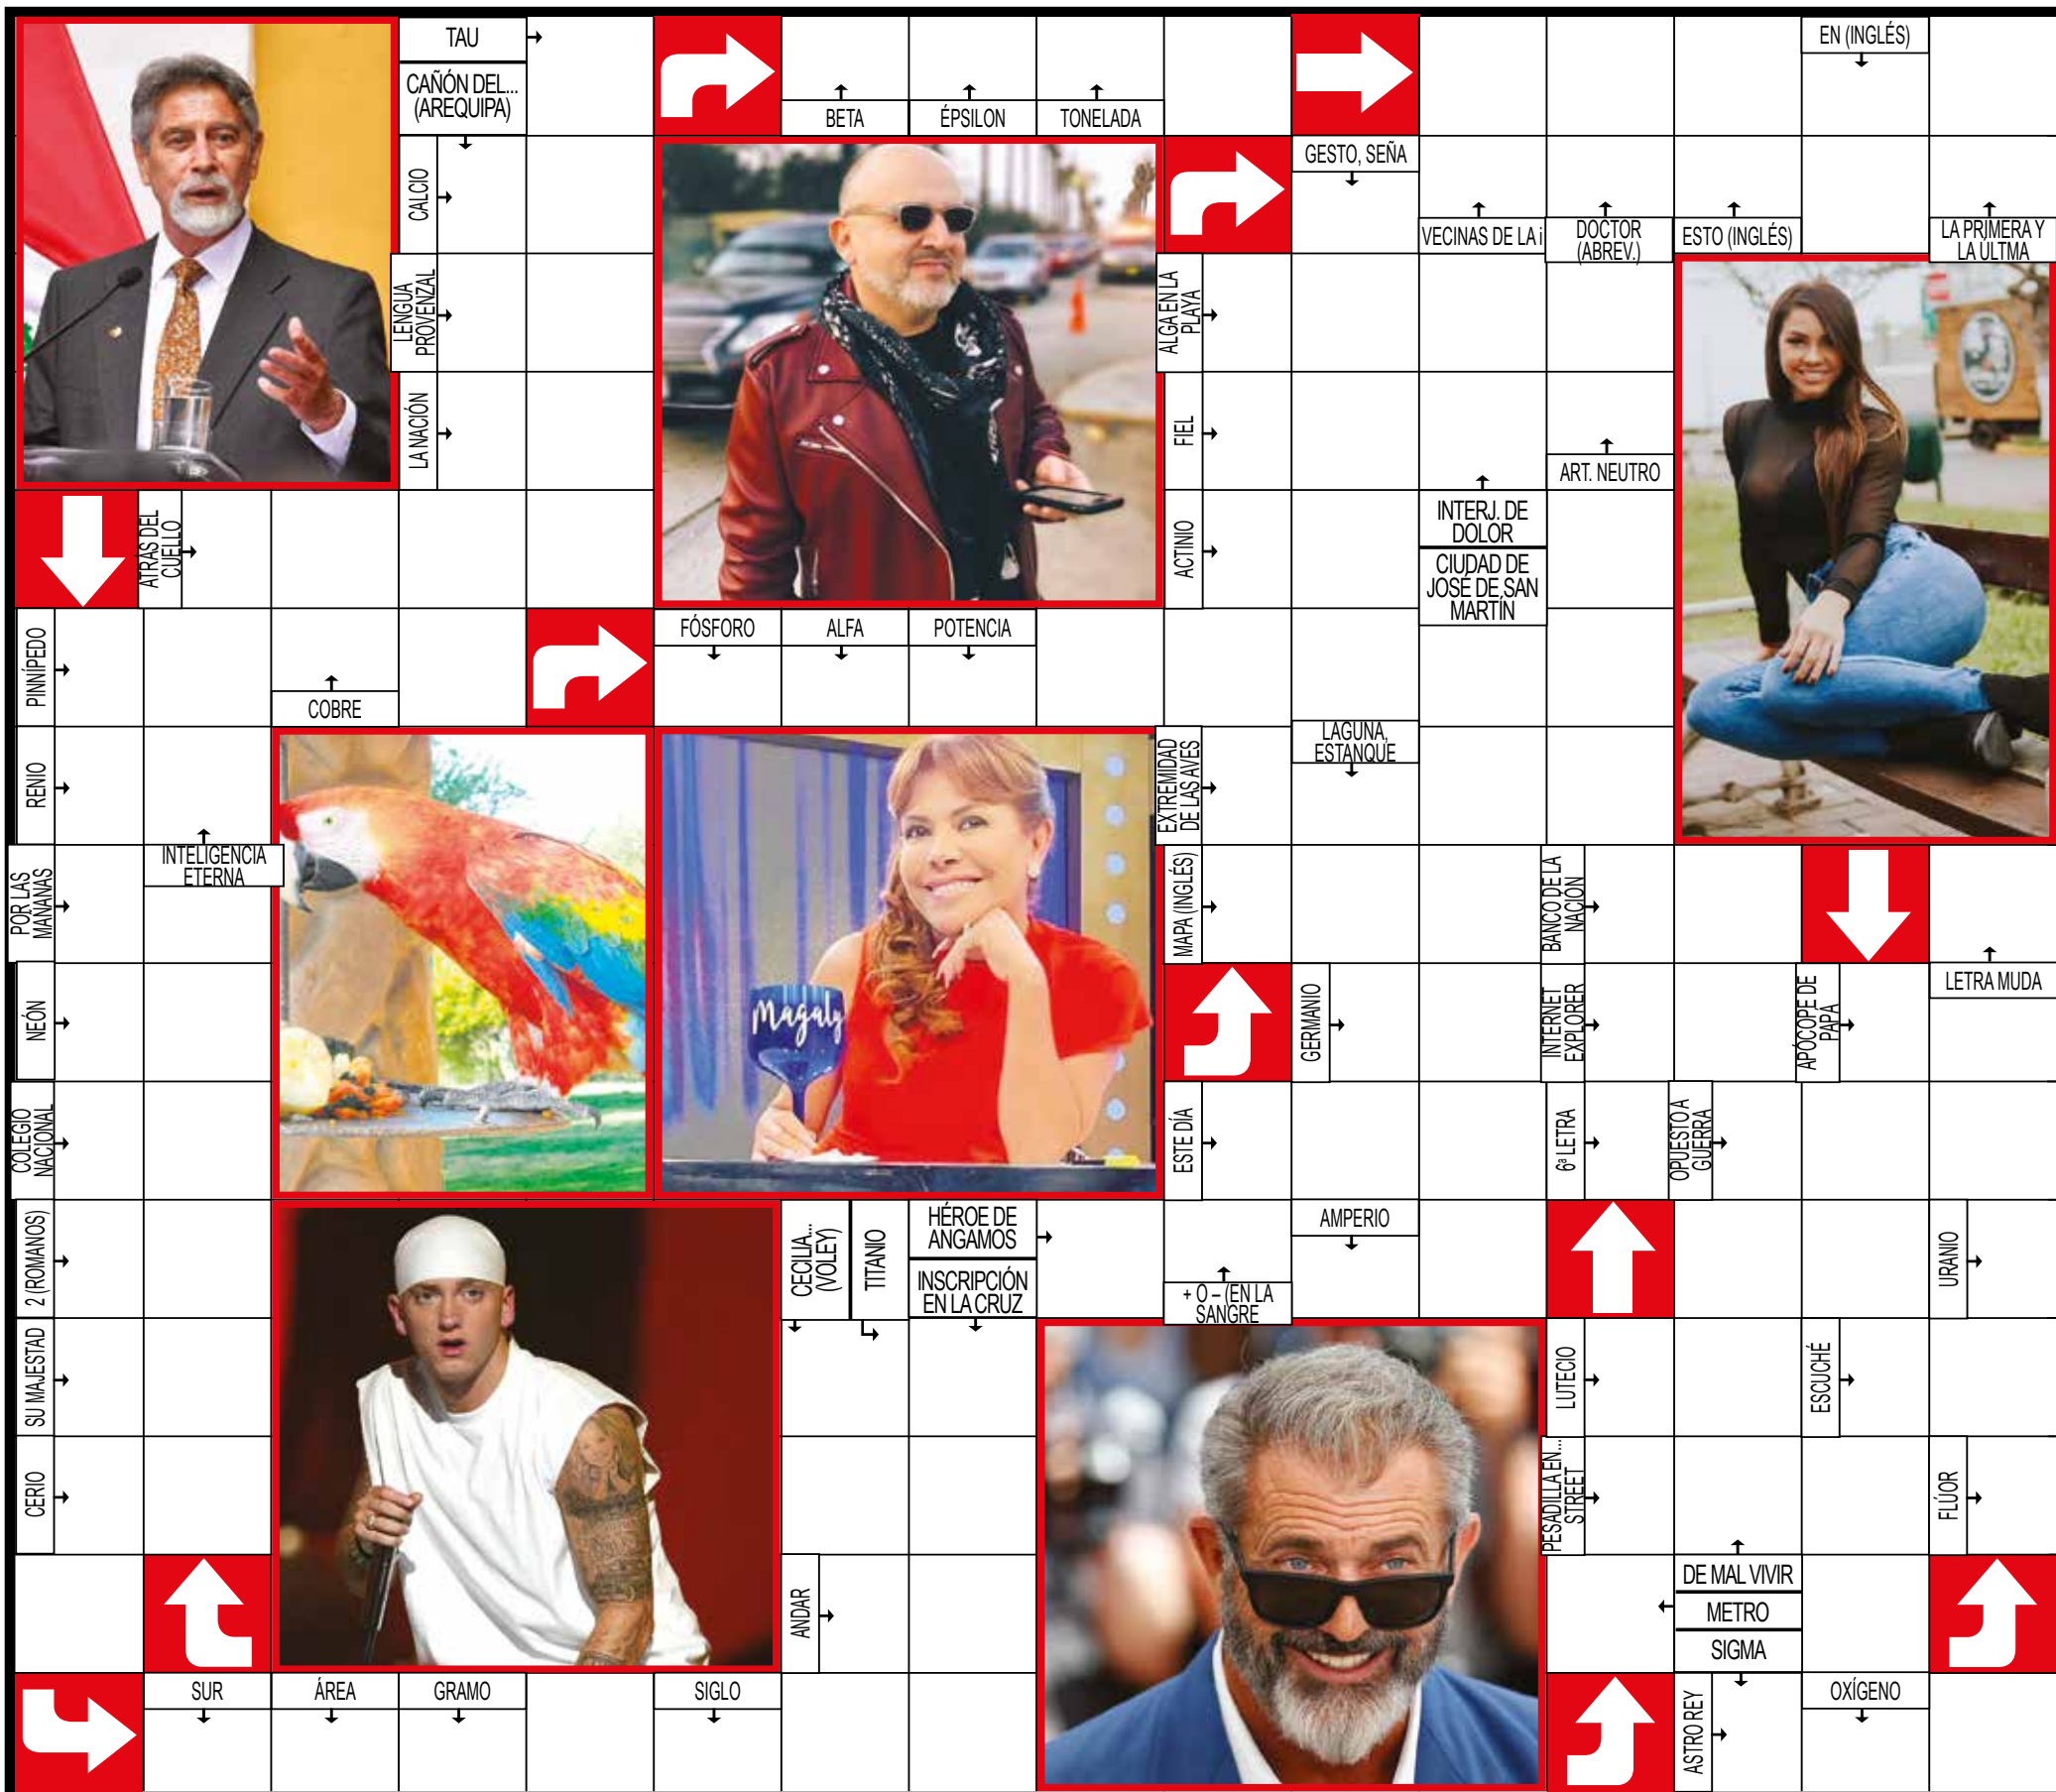 TAU
CAÑÓN DEL...
(AREQUIPA)
BETA
ÉPSILON
TONELADA
EN (INGLÉS)
CALCIO
GESTO, SEÑA
VECINAS DE LA i
DOCTOR
(ABREV.)
ESTO (INGLÉS)
LA PRIMERA Y
LA ÚLTMA
LENGUA
PROVENZAL
ALGA EN LA
PLAYA
LA NACIÓN
FIEL
ART. NEUTRO
ATRÁS DEL
CUELLO
ACTINIO
INTERJ. DE
DOLOR
CIUDAD DE
JOSÉ DE SAN
MARTÍN
PINNÍPEDO
COBRE
FÓSFORO
ALFA
POTENCIA
RENIO
EXTREMIDAD
DE LAS AVES
LAGUNA,
ESTANQUE
INTELIGENCIA
ETERNA
POR LAS
MAÑANAS
MAPA (INGLÉS)
BANCO DE LA
NACIÓN
NEÓN
Magaly
GERMANIO
INTERNET
EXPLORER
APÓCOPE DE
PAPÁ
LETRA MUDA
COLEGIO
NACIONAL
ESTE DÍA
6ª LETRA
OPUESTO A
GUERRA
2 (ROMANOS)
CECILIA...
(VOLEY)
TITANIO
HÉROE DE
ANGAMOS
INSCRIPCIÓN
EN LA CRUZ
+ O – (EN LA
SANGRE
AMPERIO
URANIO
SU MAJESTAD
LUTECIO
ESCUCHÉ
CERIO
PESADILLA EN...
STREET
FLÚOR
ANDAR
DE MAL VIVIR
METRO
SIGMA
SUR
ÁREA
GRAMO
SIGLO
ASTRO REY
OXÍGENO